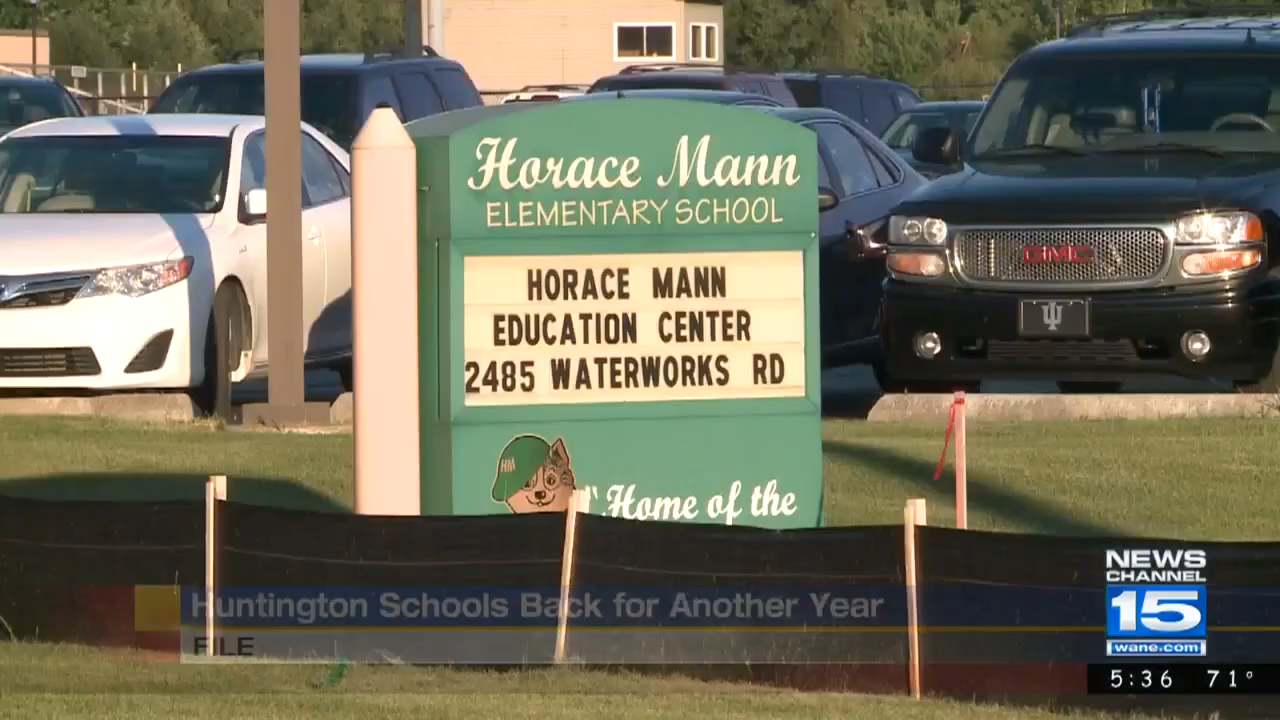 Horace Mann
ELEMENTARY SCHOOL
HORACE MANN
EDUCATION CENTER
2485 WATERWORKS RD
HM
Home of the
GMC
Huntington Schools Back for Another Year
FILE
NEWS
CHANNEL
15
wane.com
5:36 71°